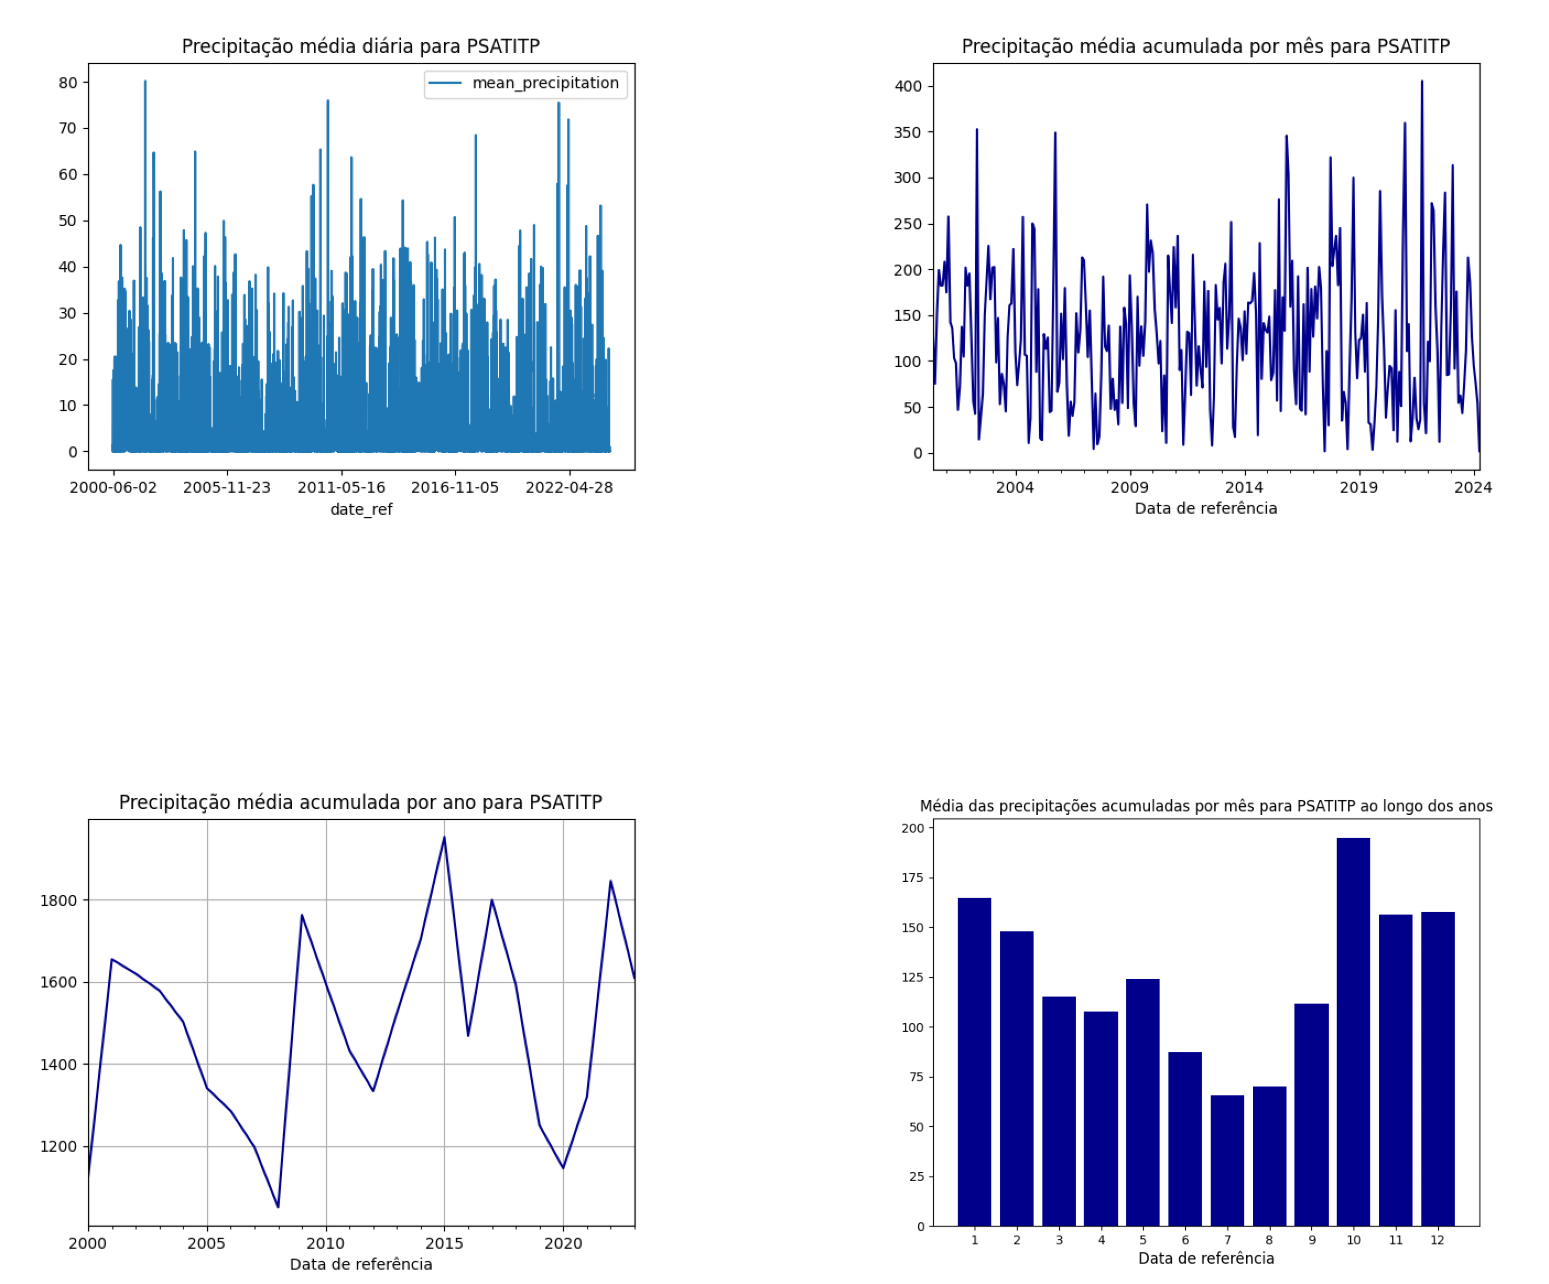 Precipitação média diária para PSATITP
mean_precipitation
80
70
60
50
40
30
20
10
0
2000-06-02 2005-11-23 2011-05-16 2016-11-05 2022-04-28
date_ref
Precipitação média acumulada por mês para PSATITP
400
350
300
250
200
150
100
50
0
2004 2009 2014 2019 2024
Data de referência
Precipitação média acumulada por ano para PSATITP
1800
1600
1400
1200
2000 2005 2010 2015 2020
Data de referência
Média das precipitações acumuladas por mês para PSATITP ao longo dos anos
200
175
150
125
100
75
50
25
0
1 2 3 4 5 6 7 8 9 10 11 12
Data de referência